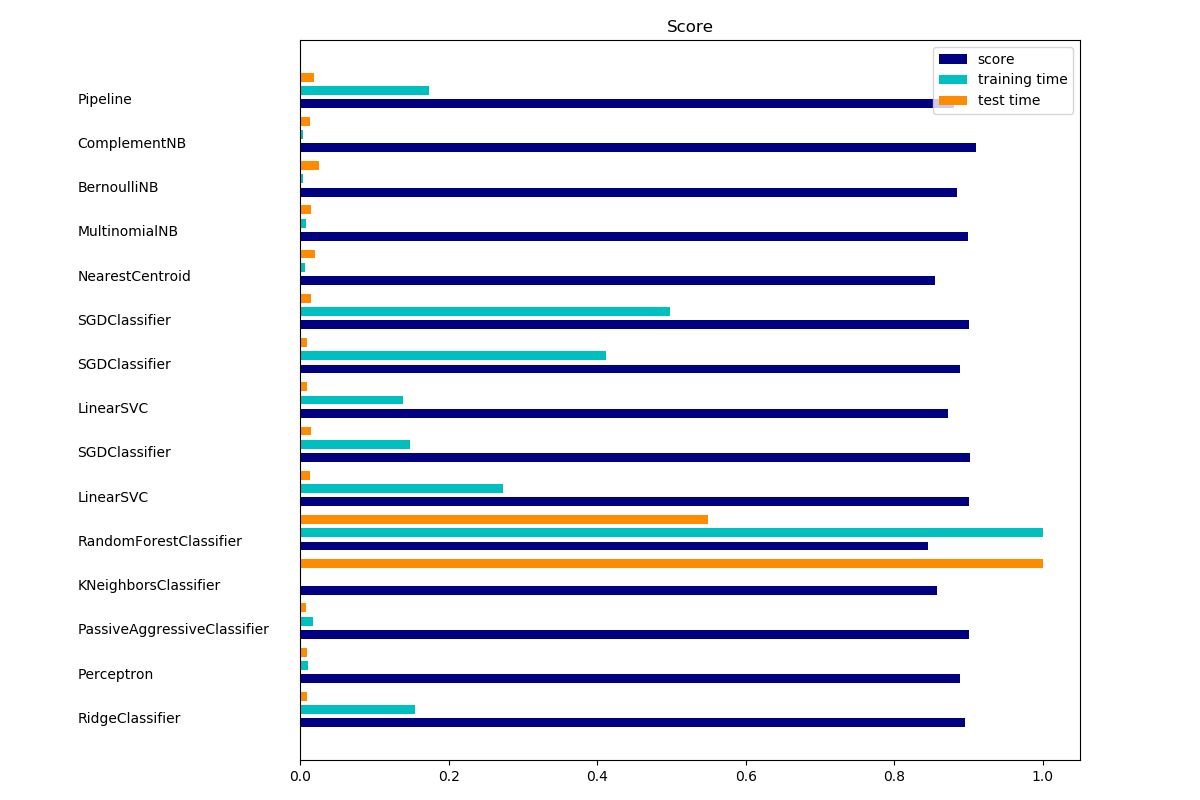 Score
score
training time
test time
Pipeline
ComplementNB
BernoulliNB
MultinomialNB
NearestCentroid
SGDClassifier
SGDClassifier
LinearSVC
SGDClassifier
LinearSVC
RandomForestClassifier
KNeighborsClassifier
PassiveAggressiveClassifier
Perceptron
RidgeClassifier
0.0 0.2 0.4 0.6 0.8 1.0